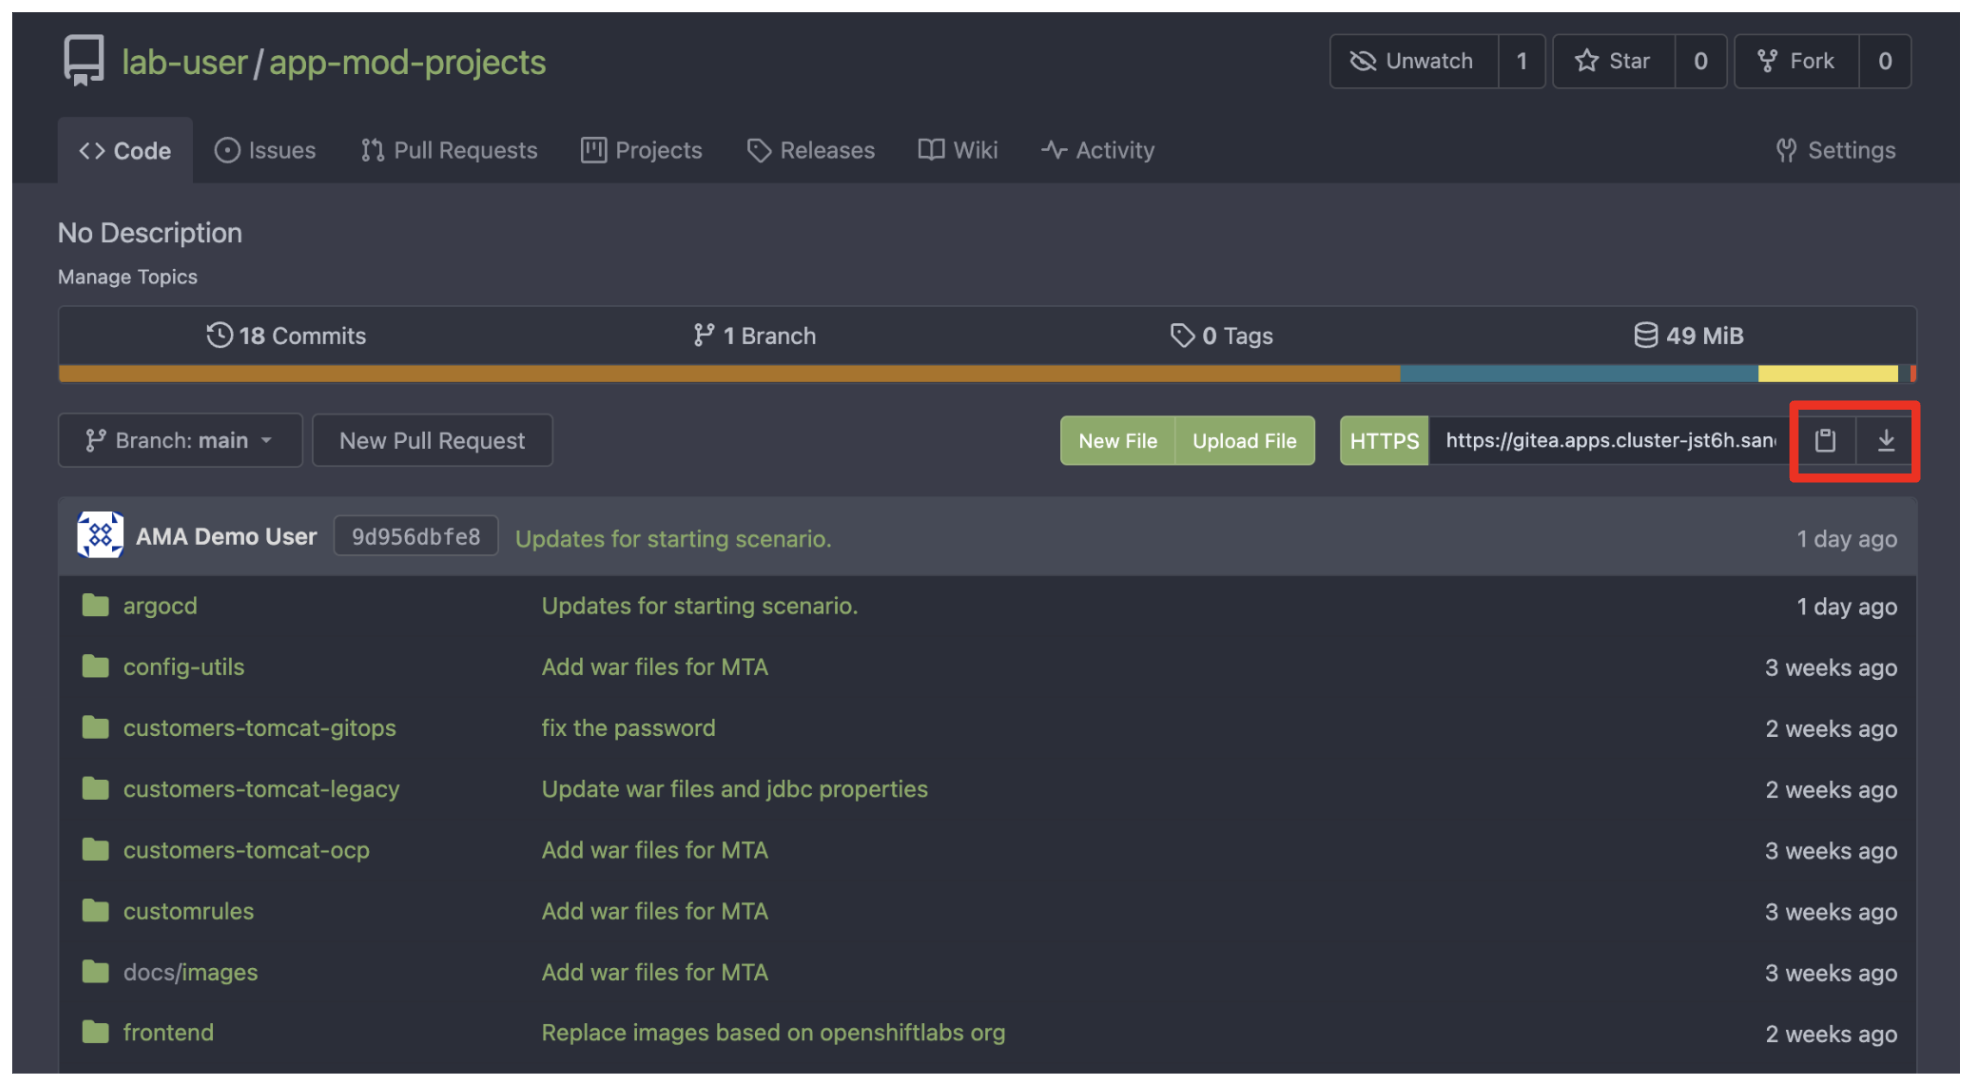 lab-user / app-mod-projects
Unwatch 1 Star 0 Fork 0
Code Issues Pull Requests Projects Releases Wiki Activity Settings
No Description
Manage Topics
18 Commits 1 Branch 0 Tags 49 MiB
Branch: main New Pull Request New File Upload File HTTPS https://gitea.apps.cluster-jst6h.san
AMA Demo User 9d956dbfe8 Updates for starting scenario. 1 day ago
argocd Updates for starting scenario. 1 day ago
config-utils Add war files for MTA 3 weeks ago
customers-tomcat-gitops fix the password 2 weeks ago
customers-tomcat-legacy Update war files and jdbc properties 2 weeks ago
customers-tomcat-ocp Add war files for MTA 3 weeks ago
customrules Add war files for MTA 3 weeks ago
docs/images Add war files for MTA 3 weeks ago
frontend Replace images based on openshiftlabs org 2 weeks ago